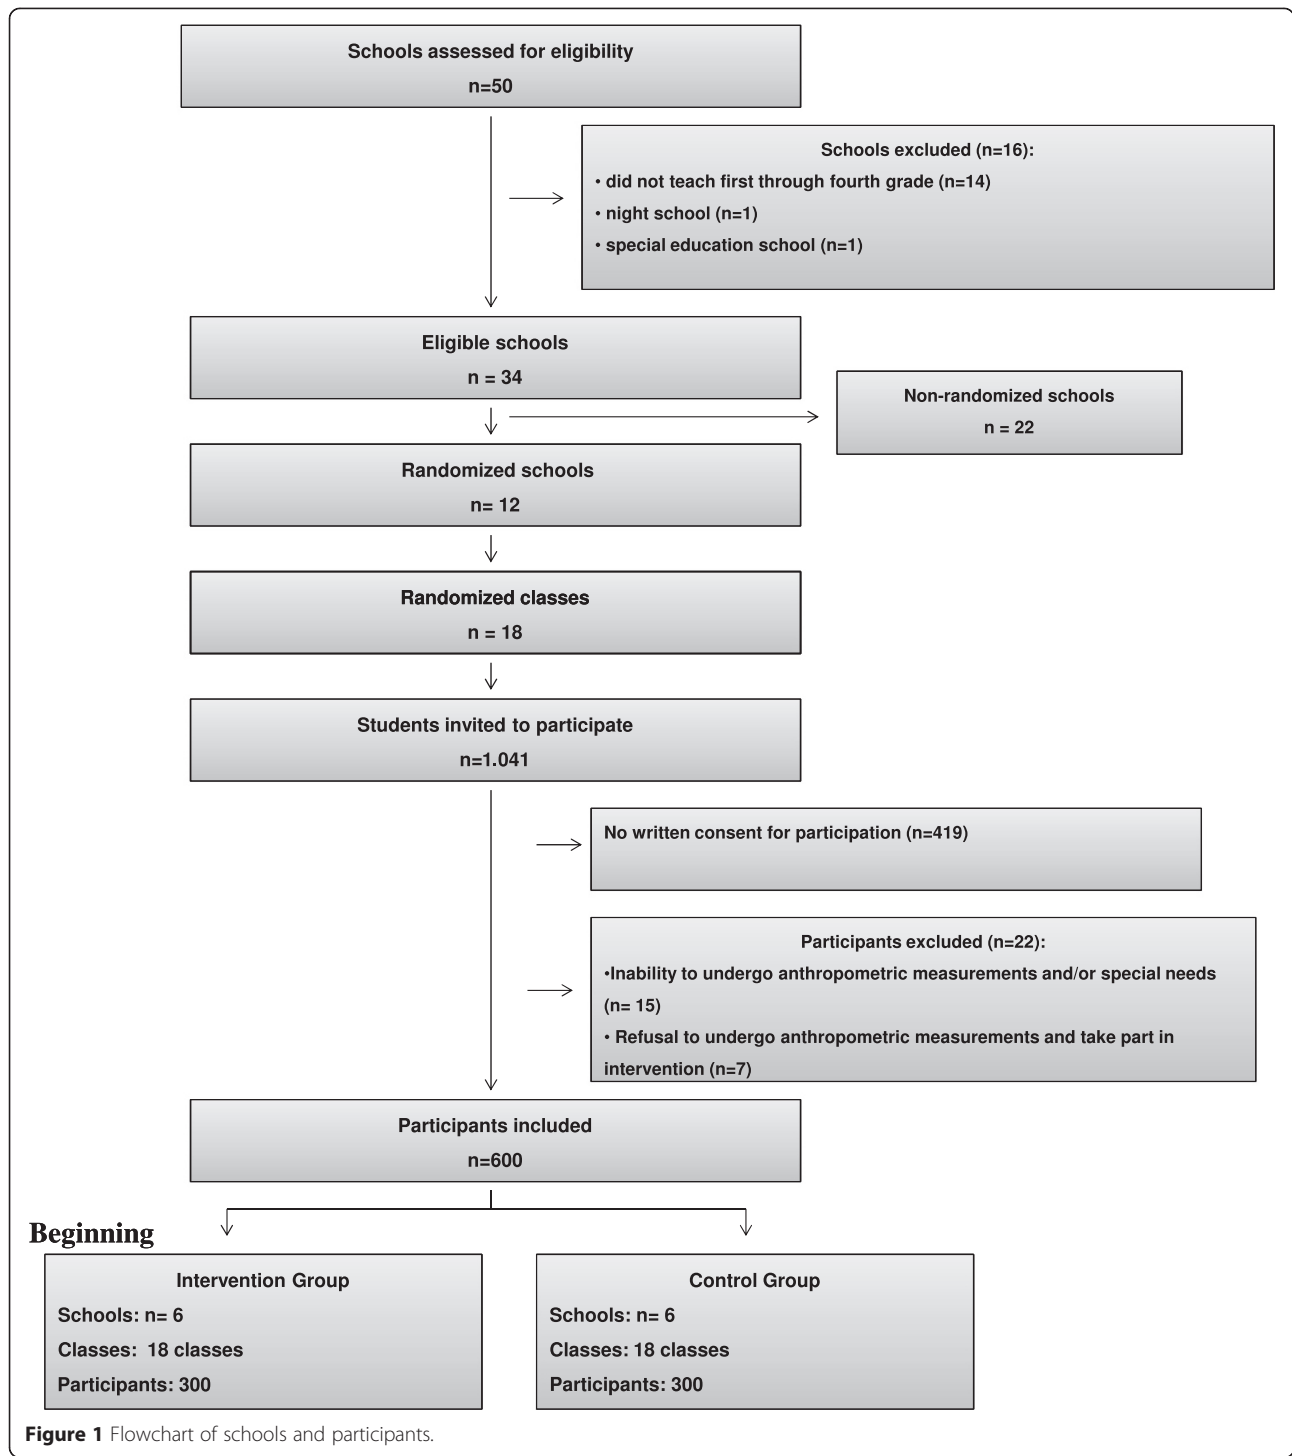 Schools assessed for eligibility
n=50
Schools excluded (n=16):
• did not teach first through fourth grade (n=14)
• night school (n=1)
• special education school (n=1)
Eligible schools
n = 34
Non-randomized schools
n = 22
Randomized schools
n= 12
Randomized classes
n = 18
Students invited to participate
n=1.041
No written consent for participation (n=419)
Participants excluded (n=22):
•Inability to undergo anthropometric measurements and/or special needs
(n= 15)
• Refusal to undergo anthropometric measurements and take part in
intervention (n=7)
Participants included
n=600
Beginning
Intervention Group
Schools: n= 6
Classes:  18 classes
Participants: 300
Control Group
Schools: n= 6
Classes: 18 classes
Participants: 300
Figure 1 Flowchart of schools and participants.